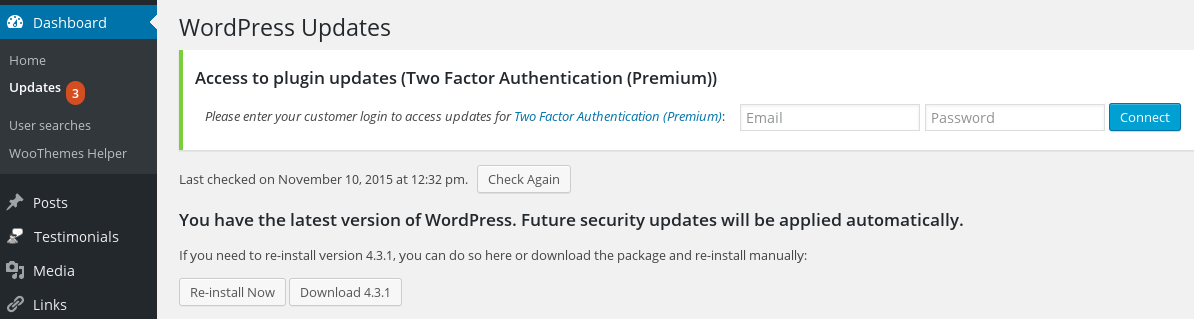 Dashboard
Home
Updates 3
User searches
WooThemes Helper
Posts
Testimonials
Media
Links
WordPress Updates
Access to plugin updates (Two Factor Authentication (Premium))
Please enter your customer login to access updates for Two Factor Authentication (Premium): Email Password Connect
Last checked on November 10, 2015 at 12:32 pm. Check Again
You have the latest version of WordPress. Future security updates will be applied automatically.
If you need to re-install version 4.3.1, you can do so here or download the package and re-install manually:
Re-install Now Download 4.3.1